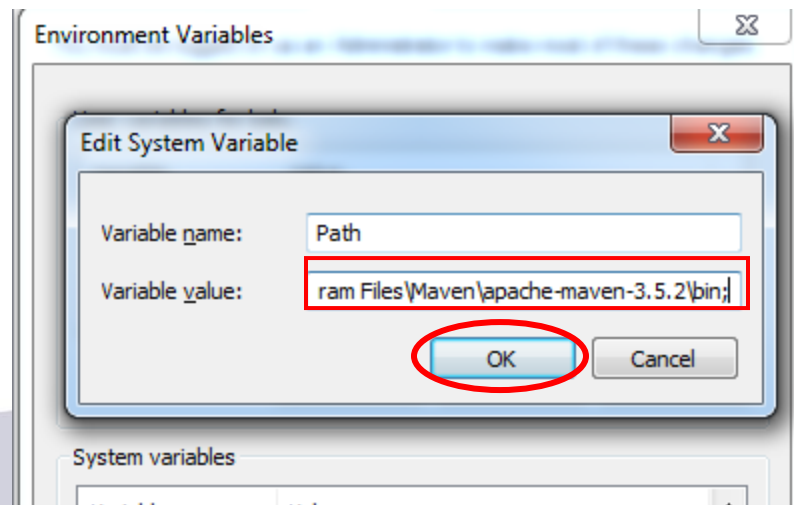 Environment Variables
Edit System Variable
Variable name:
Path
Variable value:
ram Files\Maven\apache-maven-3.5.2\bin;
OK
Cancel
System variables